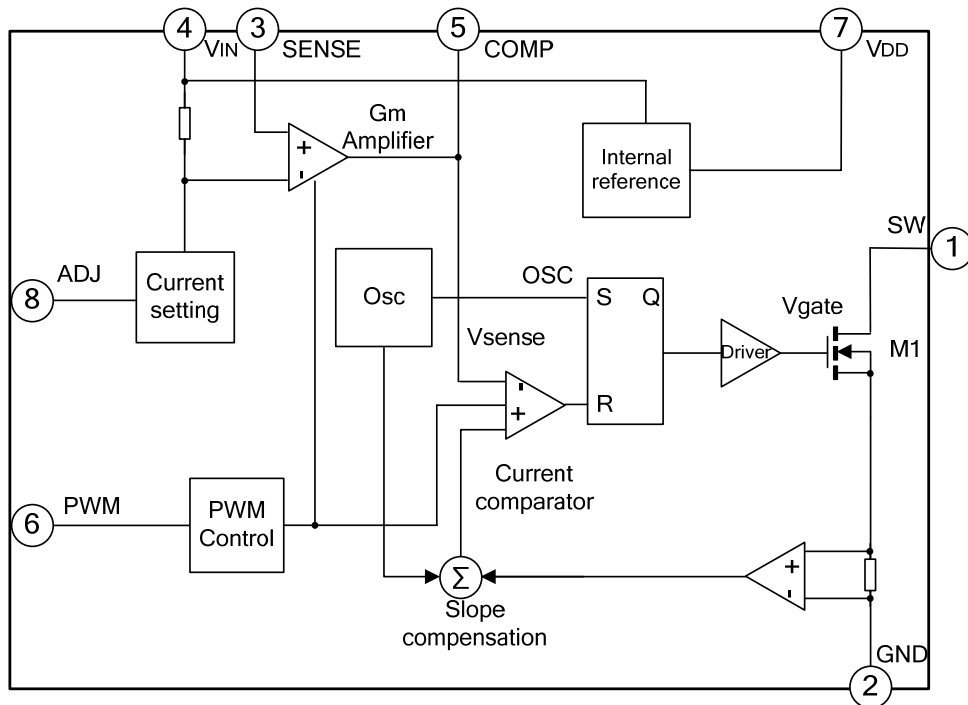 4 VIN 3 SENSE 5 COMP 7 VDD
Gm
Amplifier
+
-
Internal
reference
SW 1
8 ADJ
Current
setting
Osc
OSC
S Q
R
Vsense
Driver
Vgate
M1
-
+
Current
comparator
6 PWM
PWM
Control
Σ
Slope
compensation
+
-
GND
2